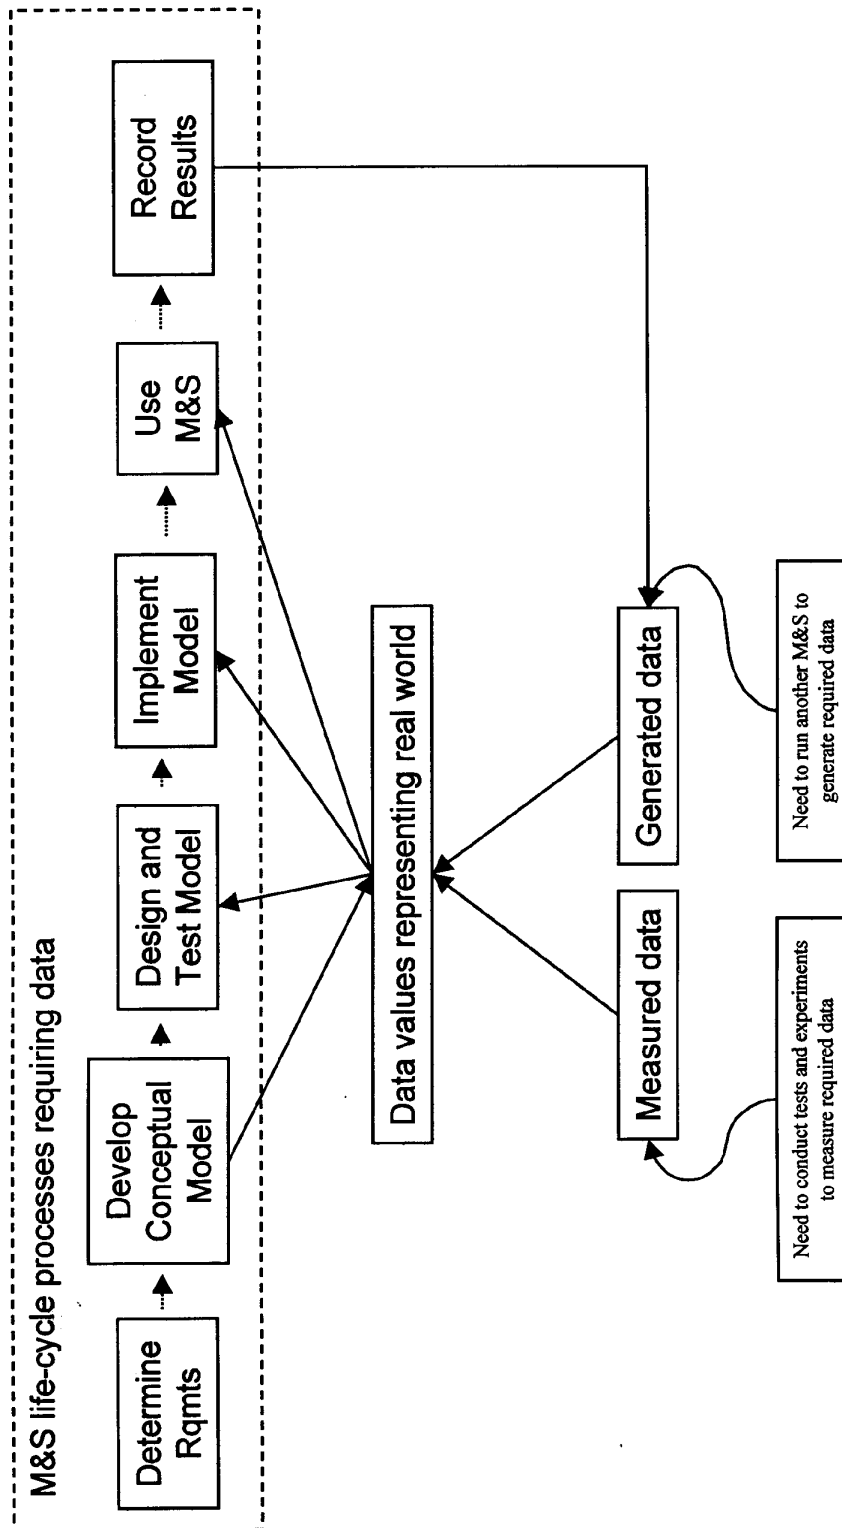 M&S life-cycle processes requiring data
Determine
Rqmts
Develop
Conceptual
Model
Design and
Test Model
Implement
Model
Use
M&S
Record
Results
Data values representing real world
Measured data
Generated data
Need to conduct tests and experiments
to measure required data
Need to run another M&S to
generate required data